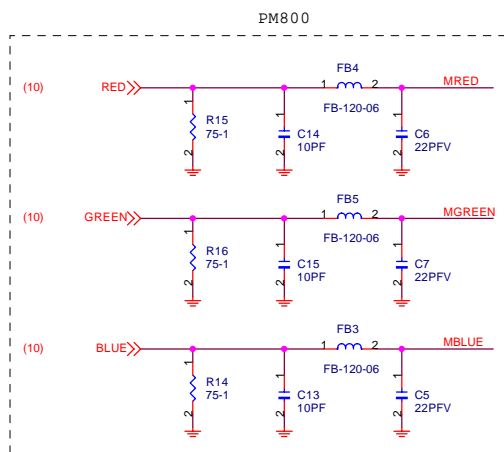 PM800
FB4
(10) RED 1 2 MRED
1 R15 75-1 2
1 C14 10PF 2
FB-120-06
1 C6 22PFV 2
FB5
(10) GREEN 1 2 MGREEN
1 R16 75-1 2
1 C15 10PF 2
FB-120-06
1 C7 22PFV 2
FB3
(10) BLUE 1 2 MBLUE
1 R14 75-1 2
1 C13 10PF 2
FB-120-06
1 C5 22PFV 2